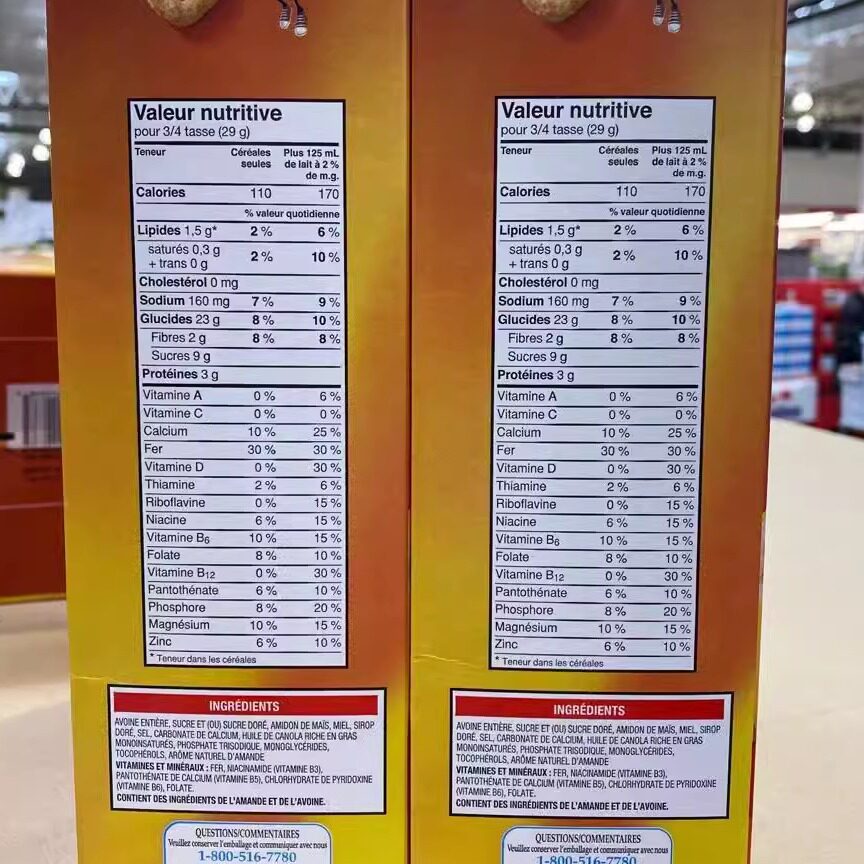 Valeur nutritive
pour 3/4 tasse (29 g)
Teneur Céréales Plus 125 mL
seules de lait à 2 %
de m.g.
Calories 110 170
% valeur quotidienne
Lipides 1,5 g* 2 % 6 %
saturés 0,3 g
+ trans 0 g 2 % 10 %
Cholestérol 0 mg
Sodium 160 mg 7 % 9 %
Glucides 23 g 8 % 10 %
Fibres 2 g 8 % 8 %
Sucres 9 g
Protéines 3 g
Vitamine A 0 % 6 %
Vitamine C 0 % 0 %
Calcium 10 % 25 %
Fer 30 % 30 %
Vitamine D 0 % 30 %
Thiamine 2 % 6 %
Riboflavine 0 % 15 %
Niacine 6 % 15 %
Vitamine B6 10 % 15 %
Folate 8 % 10 %
Vitamine B12 0 % 30 %
Pantothénate 6 % 10 %
Phosphore 8 % 20 %
Magnésium 10 % 15 %
Zinc 6 % 10 %
* Teneur dans les céréales
INGRÉDIENTS
AVOINE ENTIÈRE, SUCRE ET (OU) SUCRE DORÉ, AMIDON DE MAÏS, MIEL, SIROP
DORÉ, SEL, CARBONATE DE CALCIUM, HUILE DE CANOLA RICHE EN GRAS
MONOINSATURÉS, PHOSPHATE TRISODIQUE, MONOGLYCÉRIDES,
TOCOPHÉROLS, ARÔME NATUREL D'AMANDE
VITAMINES ET MINÉRAUX : FER, NIACINAMIDE (VITAMINE B3),
PANTOTHÉNATE DE CALCIUM (VITAMINE B5), CHLORHYDRATE DE PYRIDOXINE
(VITAMINE B6), FOLATE.
CONTIENT DES INGRÉDIENTS DE L'AMANDE ET DE L'AVOINE.
QUESTIONS/COMMENTAIRES
Veuillez conserver l'emballage et communiquer avec nous
1-800-516-7780
Valeur nutritive
pour 3/4 tasse (29 g)
Teneur Céréales Plus 125 mL
seules de lait à 2 %
de m.g.
Calories 110 170
% valeur quotidienne
Lipides 1,5 g* 2 % 6 %
saturés 0,3 g
+ trans 0 g 2 % 10 %
Cholestérol 0 mg
Sodium 160 mg 7 % 9 %
Glucides 23 g 8 % 10 %
Fibres 2 g 8 % 8 %
Sucres 9 g
Protéines 3 g
Vitamine A 0 % 6 %
Vitamine C 0 % 0 %
Calcium 10 % 25 %
Fer 30 % 30 %
Vitamine D 0 % 30 %
Thiamine 2 % 6 %
Riboflavine 0 % 15 %
Niacine 6 % 15 %
Vitamine B6 10 % 15 %
Folate 8 % 10 %
Vitamine B12 0 % 30 %
Pantothénate 6 % 10 %
Phosphore 8 % 20 %
Magnésium 10 % 15 %
Zinc 6 % 10 %
* Teneur dans les céréales
INGRÉDIENTS
AVOINE ENTIÈRE, SUCRE ET (OU) SUCRE DORÉ, AMIDON DE MAÏS, MIEL, SIROP
DORÉ, SEL, CARBONATE DE CALCIUM, HUILE DE CANOLA RICHE EN GRAS
MONOINSATURÉS, PHOSPHATE TRISODIQUE, MONOGLYCÉRIDES,
TOCOPHÉROLS, ARÔME NATUREL D'AMANDE
VITAMINES ET MINÉRAUX : FER, NIACINAMIDE (VITAMINE B3),
PANTOTHÉNATE DE CALCIUM (VITAMINE B5), CHLORHYDRATE DE PYRIDOXINE
(VITAMINE B6), FOLATE.
CONTIENT DES INGRÉDIENTS DE L'AMANDE ET DE L'AVOINE.
QUESTIONS/COMMENTAIRES
Veuillez conserver l'emballage et communiquer avec nous
1-800-516-7780